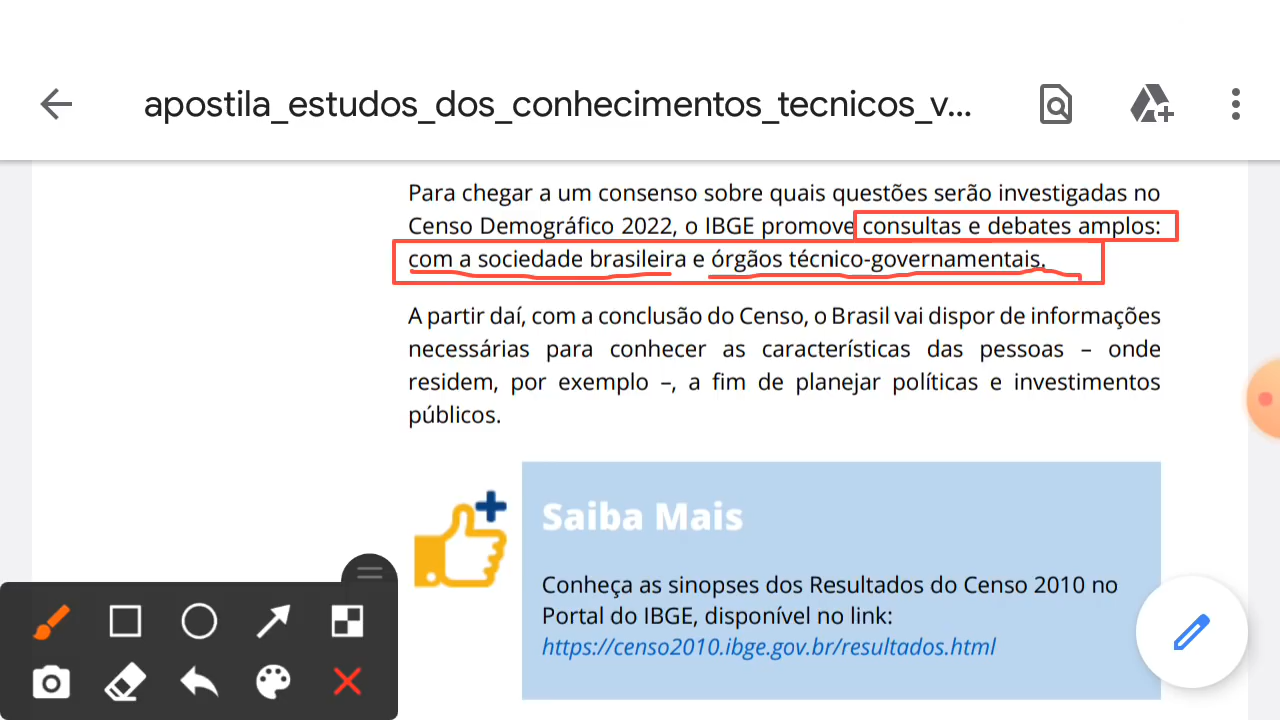 apostila_estudos_dos_conhecimentos_tecnicos_v...
Para chegar a um consenso sobre quais questões serão investigadas no
Censo Demográfico 2022, o IBGE promove consultas e debates amplos:
com a sociedade brasileira e órgãos técnico-governamentais.
A partir daí, com a conclusão do Censo, o Brasil vai dispor de informações
necessárias para conhecer as características das pessoas – onde
residem, por exemplo –, a fim de planejar políticas e investimentos
públicos.
Saiba Mais
Conheça as sinopses dos Resultados do Censo 2010 no
Portal do IBGE, disponível no link:
https://censo2010.ibge.gov.br/resultados.html